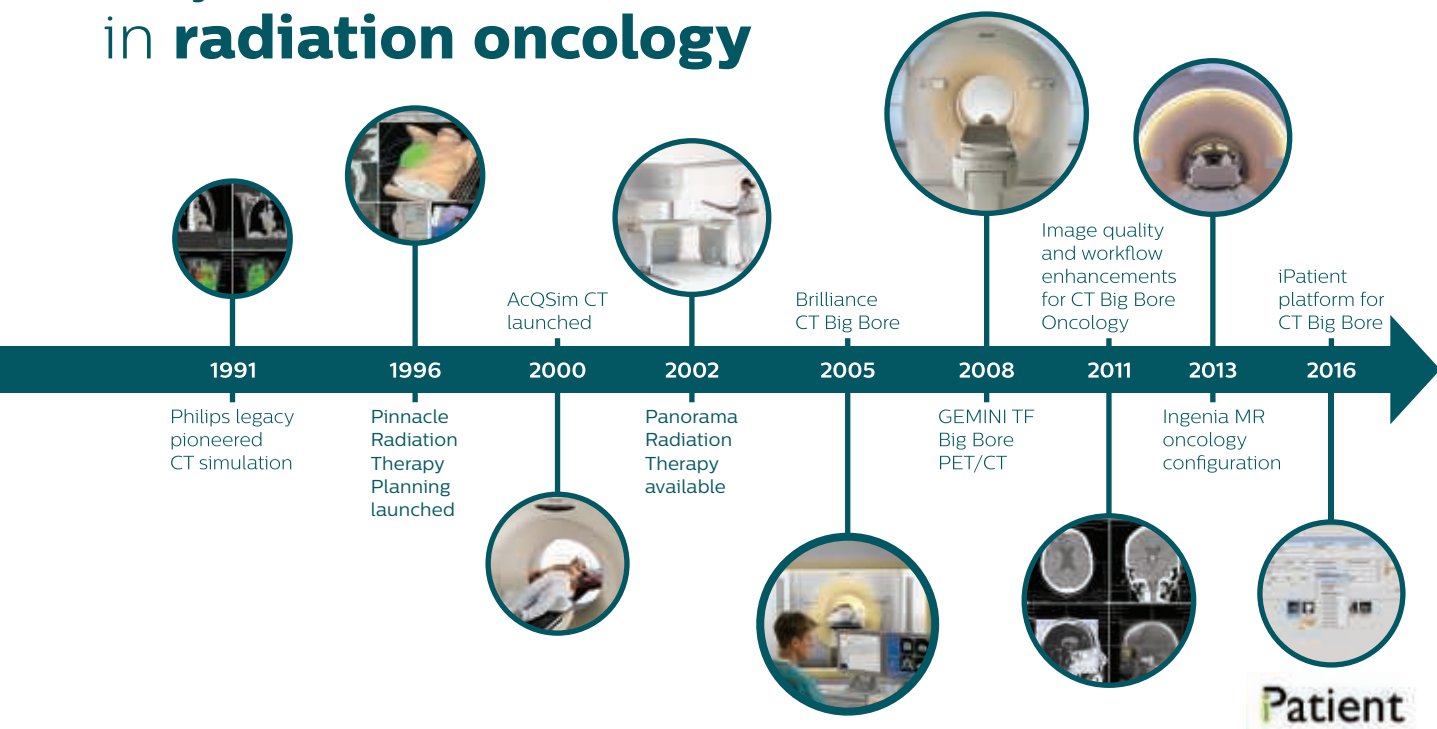 in radiation oncology
AcQSim CT
launched
Brilliance
CT Big Bore
Image quality
and workflow
enhancements
for CT Big Bore
Oncology
iPatient
platform for
CT Big Bore
1991 1996 2000 2002 2005 2008 2011 2013 2016
Philips legacy
pioneered
CT simulation
Pinnacle
Radiation
Therapy
Planning
launched
Panorama
Radiation
Therapy
available
GEMINI TF
Big Bore
PET/CT
Ingenia MR
oncology
configuration
iPatient